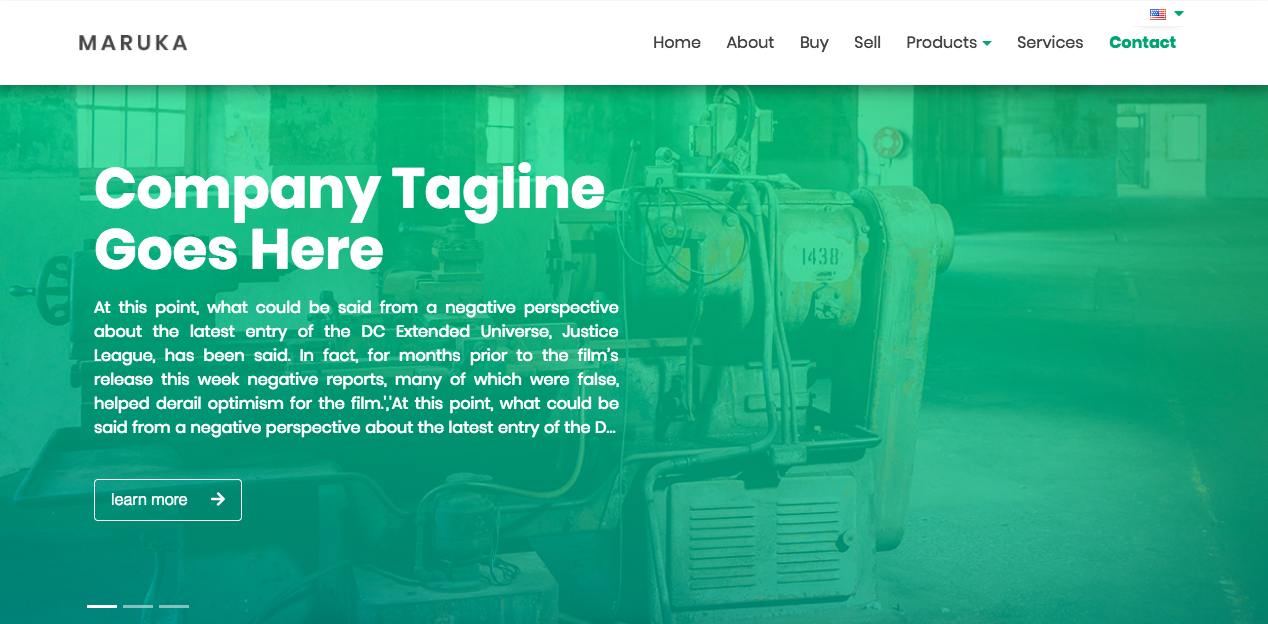 MARUKA
Home About Buy Sell Products Services Contact
Company Tagline
Goes Here
1438
At this point, what could be said from a negative perspective
about the latest entry of the DC Extended Universe, Justice
League, has been said. In fact, for months prior to the film's
release this week negative reports, many of which were false,
helped derail optimism for the film.','At this point, what could be
said from a negative perspective about the latest entry of the D...
learn more